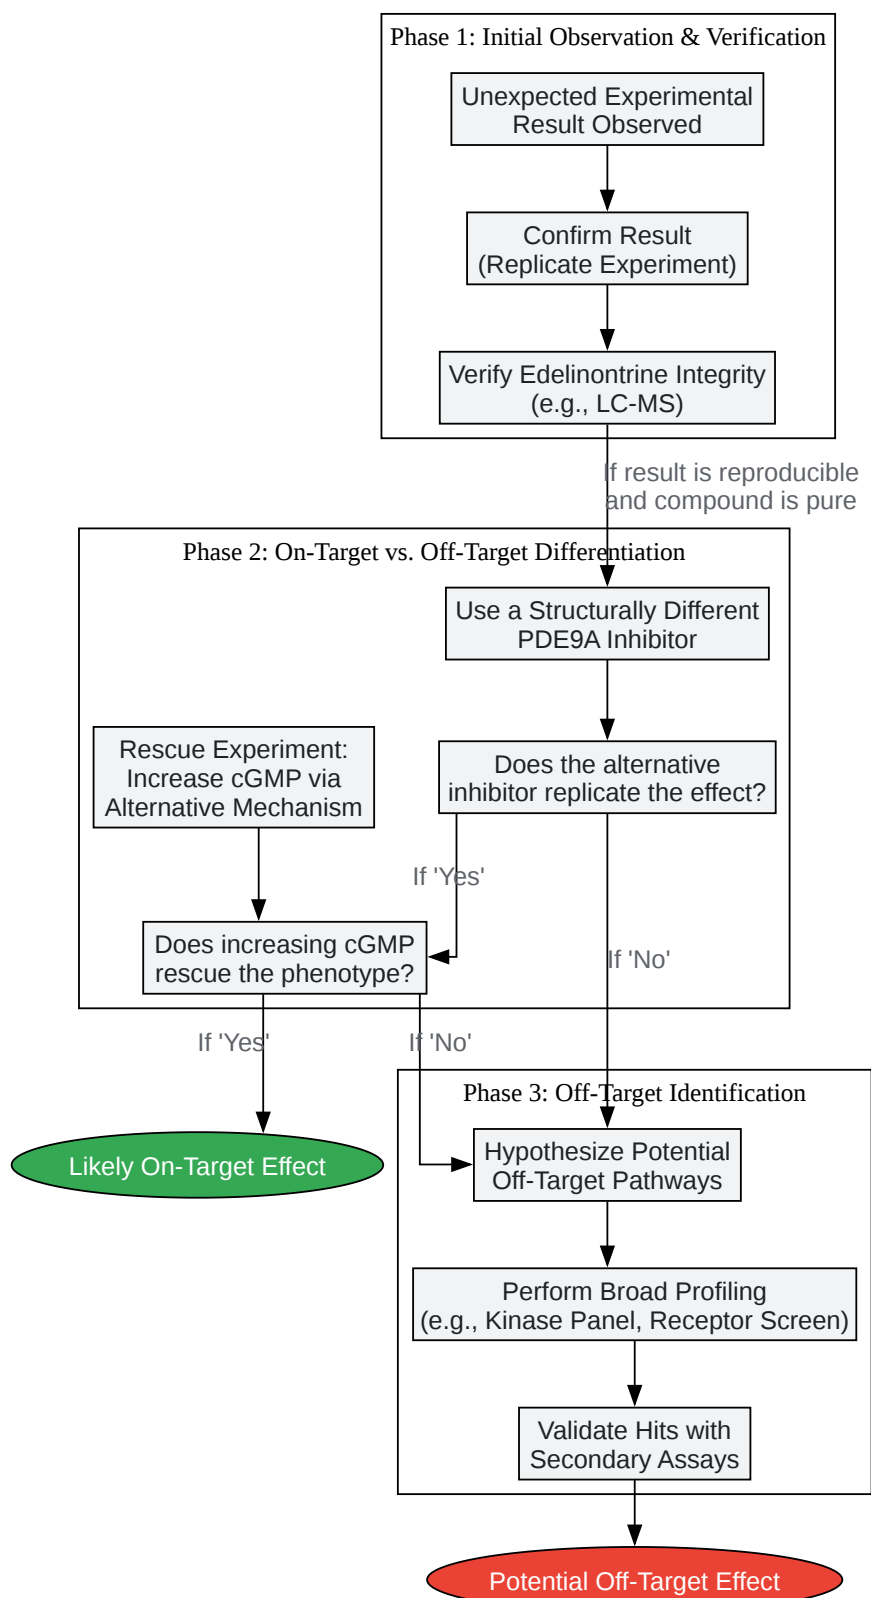 Phase 1: Initial Observation & Verification
Unexpected Experimental
Result Observed
Confirm Result
(Replicate Experiment)
Verify Edelinontrine Integrity
(e.g., LC-MS)
If result is reproducible
and compound is pure
Phase 2: On-Target vs. Off-Target Differentiation
Use a Structurally Different
PDE9A Inhibitor
Rescue Experiment:
Increase cGMP via
Alternative Mechanism
Does the alternative
inhibitor replicate the effect?
If 'Yes'
Does increasing cGMP
rescue the phenotype?
If 'No'
If 'Yes'
If 'No'
Phase 3: Off-Target Identification
Likely On-Target Effect
Hypothesize Potential
Off-Target Pathways
Perform Broad Profiling
(e.g., Kinase Panel, Receptor Screen)
Validate Hits with
Secondary Assays
Potential Off-Target Effect